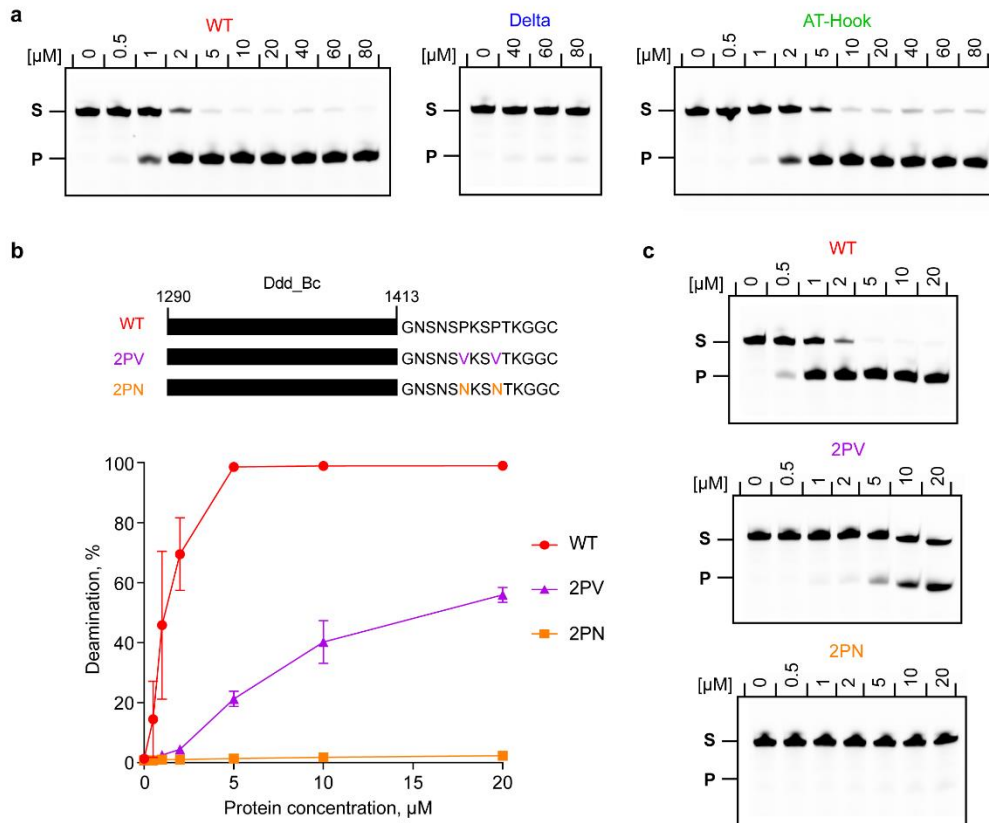 a
WT
[µM] 0 0.5 1 2 5 10 20 40 60 80
S
P
Delta
0 40 60 80
AT-Hook
[µM] 0 0.5 1 2 5 10 20 40 60 80
S
P
b
Ddd_Bc
1290 1413
WT GNSNSPKSPTKGGC
2PV GNSNSVKSVTKGGC
2PN GNSNSNKSNTKGGC
Deamination, %
100
80
60
40
20
0
0 5 10 15 20
Protein concentration, µM
WT
2PV
2PN
c
WT
[µM] 0 0.5 1 2 5 10 20
S
P
2PV
[µM] 0 0.5 1 2 5 10 20
S
P
2PN
[µM] 0 0.5 1 2 5 10 20
S
P